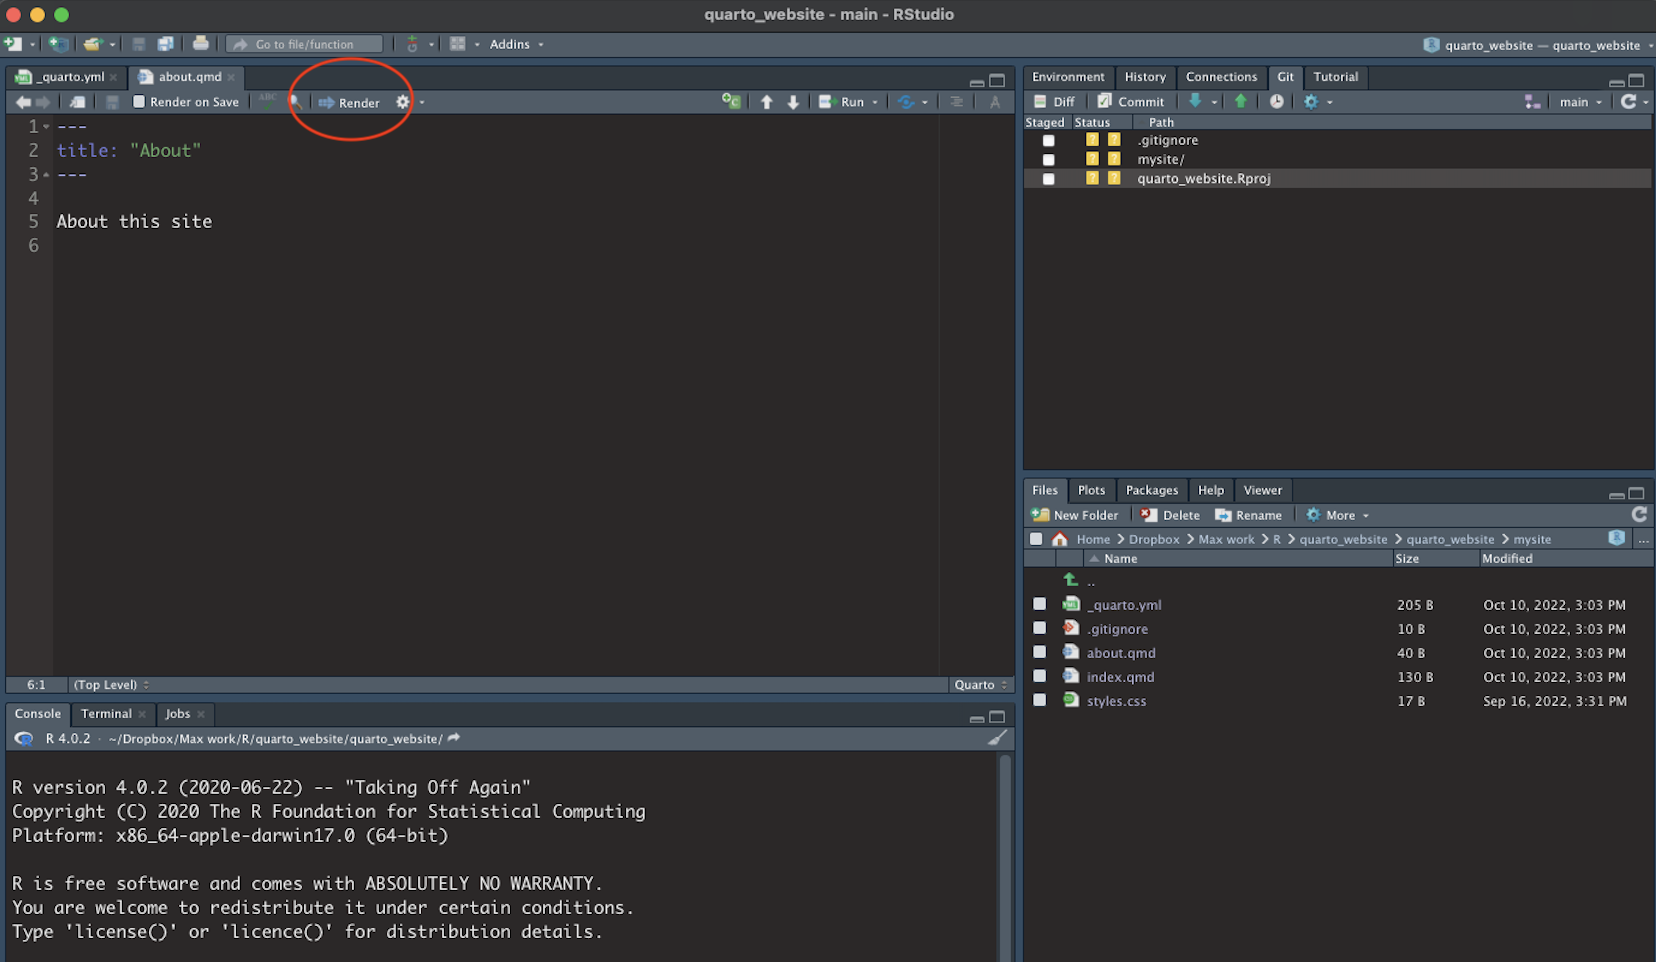 quarto_website - main - RStudio
Go to file/function
Addins
quarto_website — quarto_website
_quarto.yml
about.qmd
Render on Save
ABC
Render
Run
1 ---
2 title: "About"
3 ---
4
5 About this site
6
6:1
(Top Level)
Quarto
Console
Terminal
Jobs
R 4.0.2 · ~/Dropbox/Max work/R/quarto_website/quarto_website/
R version 4.0.2 (2020-06-22) -- "Taking Off Again"
Copyright (C) 2020 The R Foundation for Statistical Computing
Platform: x86_64-apple-darwin17.0 (64-bit)
R is free software and comes with ABSOLUTELY NO WARRANTY.
You are welcome to redistribute it under certain conditions.
Type 'license()' or 'licence()' for distribution details.
Environment
History
Connections
Git
Tutorial
Diff
Commit
main
Staged Status Path
? ? .gitignore
? ? mysite/
? ? quarto_website.Rproj
Files
Plots
Packages
Help
Viewer
New Folder
Delete
Rename
More
Home
Dropbox
Max work
R
quarto_website
quarto_website
mysite
...
Name Size Modified
..
_quarto.yml 205 B Oct 10, 2022, 3:03 PM
.gitignore 10 B Oct 10, 2022, 3:03 PM
about.qmd 40 B Oct 10, 2022, 3:03 PM
index.qmd 130 B Oct 10, 2022, 3:03 PM
styles.css 17 B Sep 16, 2022, 3:31 PM